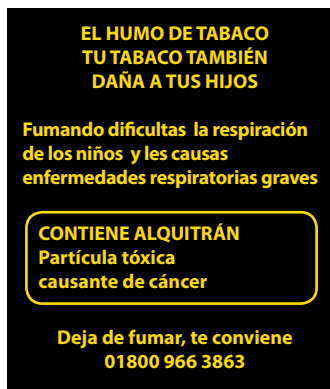 EL HUMO DE TABACO
TU TABACO TAMBIÉN
DAÑA A TUS HIJOS
Fumando dificultas la respiración
de los niños y les causas
enfermedades respiratorias graves
CONTIENE ALQUITRÁN
Partícula tóxica
causante de cáncer
Deja de fumar, te conviene
01800 966 3863